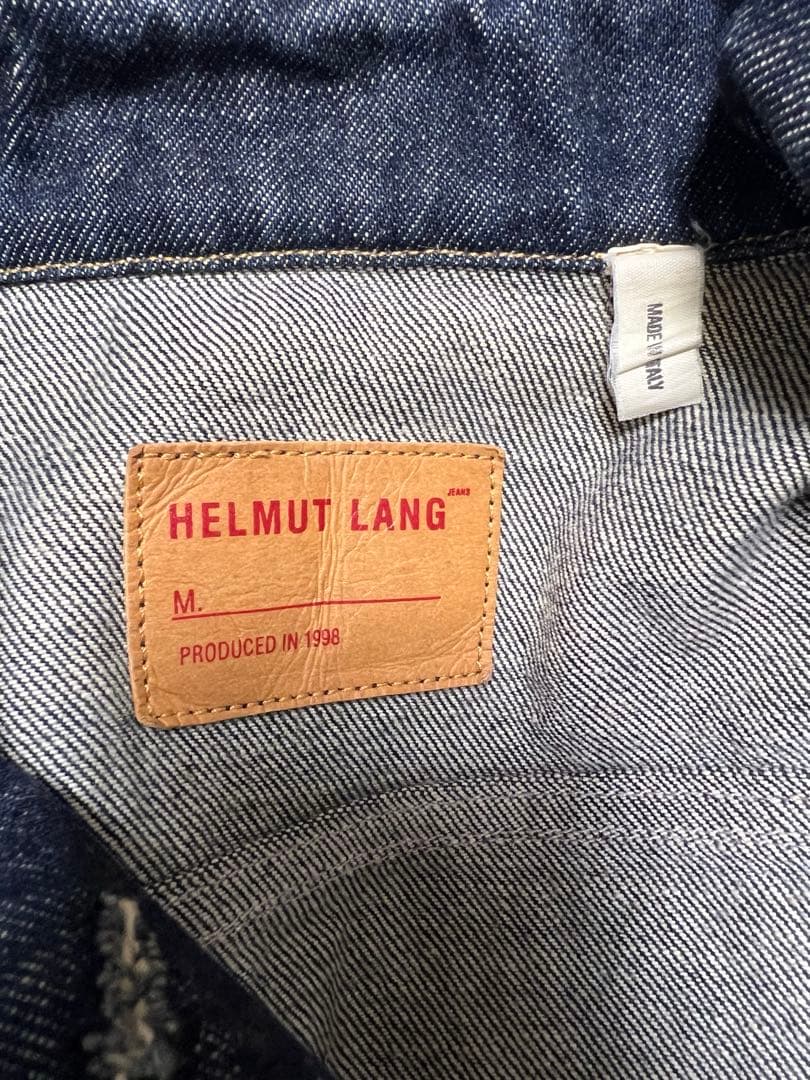 HELMUT LANG JEANS
M.
PRODUCED IN 1998
MADE IN ITALY